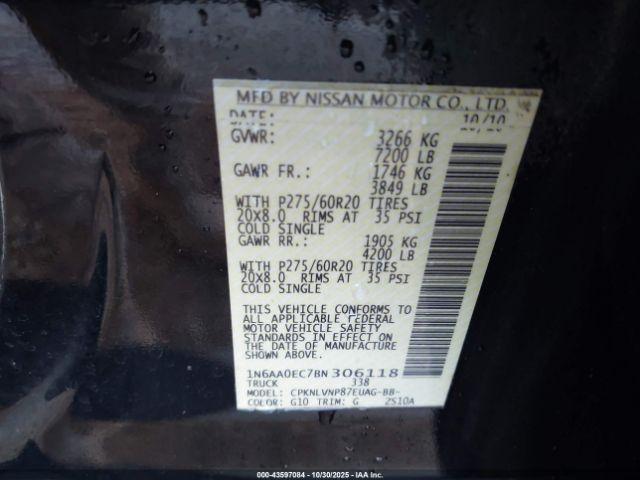 MFD BY NISSAN MOTOR CO., LTD.
DATE: 10/10
GVWR: 3266 KG
7200 LB
GAWR FR.: 1746 KG
3849 LB
WITH P275/60R20 TIRES
20X8.0 RIMS AT 35 PSI
COLD SINGLE
GAWR RR.: 1905 KG
4200 LB
WITH P275/60R20 TIRES
20X8.0 RIMS AT 35 PSI
COLD SINGLE
THIS VEHICLE CONFORMS TO
ALL APPLICABLE FEDERAL
MOTOR VEHICLE SAFETY
STANDARDS IN EFFECT ON
THE DATE OF MANUFACTURE
SHOWN ABOVE.
1N6AA0EC7BN306118
TRUCK 338
MODEL: CPKNLVNP87EUAG-BB-
COLOR: G10 TRIM: G 2S10A
IAA > 43597084 • 10/30/2025 • IAAI.COM